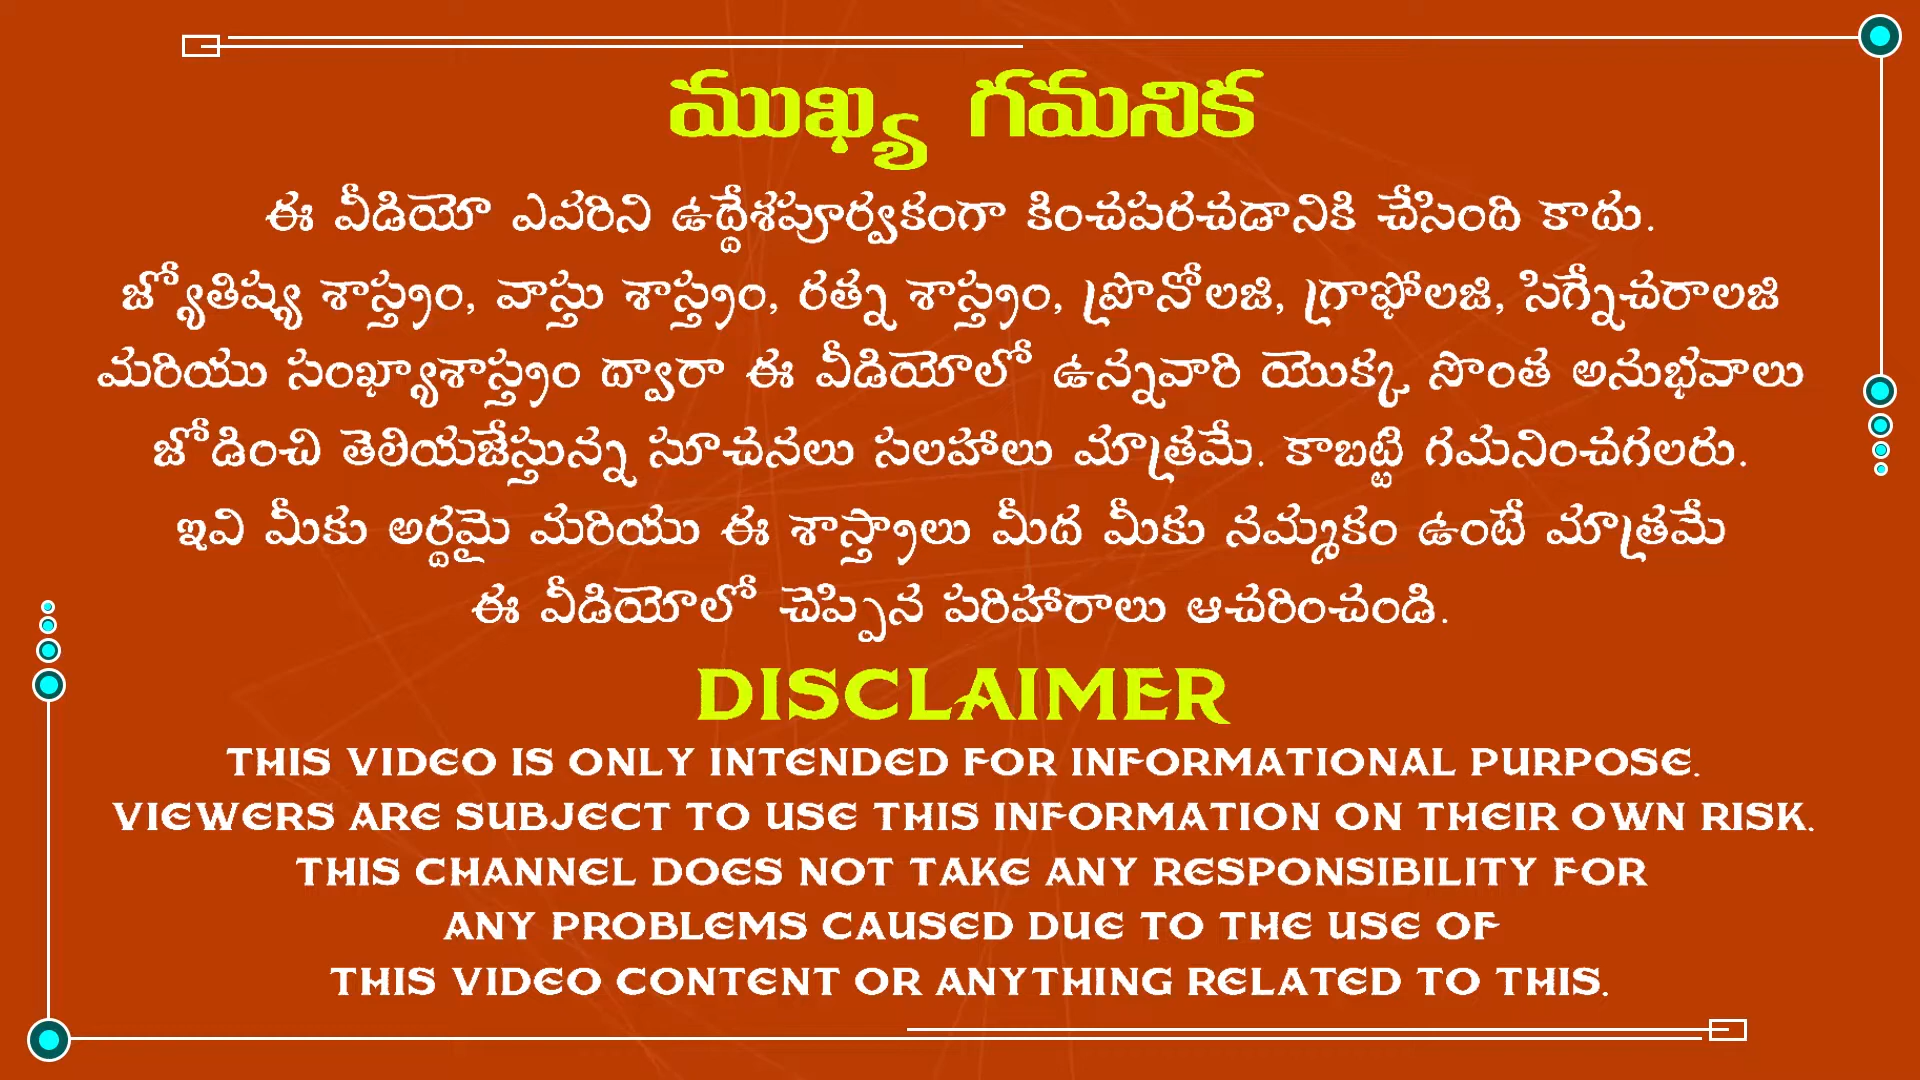 ముఖ్య గమనిక
ఈ వీడియో ఎవరిని ఉద్దేశపూర్వకంగా కించపరచడానికి చేసింది కాదు.
జ్యోతిష్య శాస్త్రం, వాస్తు శాస్త్రం, రత్న శాస్త్రం, ప్రొనోలజి, గ్రాఫోలజి, సిగ్నేచరాలజి
మరియు సంఖ్యాశాస్త్రం ద్వారా ఈ వీడియోలో ఉన్నవారి యొక్క సొంత అనుభవాలు
జోడించి తెలియజేస్తున్న సూచనలు సలహాలు మాత్రమే. కాబట్టి గమనించగలరు.
ఇవి మీకు అర్ధమై మరియు ఈ శాస్త్రాలు మీద మీకు నమ్మకం ఉంటే మాత్రమే
ఈ వీడియోలో చెప్పిన పరిహారాలు ఆచరించండి.
DISCLAIMER
THIS VIDEO IS ONLY INTENDED FOR INFORMATIONAL PURPOSE.
VIEWERS ARE SUBJECT TO USE THIS INFORMATION ON THEIR OWN RISK.
THIS CHANNEL DOES NOT TAKE ANY RESPONSIBILITY FOR
ANY PROBLEMS CAUSED DUE TO THE USE OF
THIS VIDEO CONTENT OR ANYTHING RELATED TO THIS.